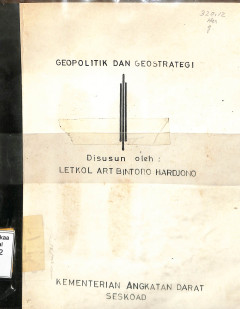 GEOPOLITIK DAN GEOSTRATEGI
Disusun oleh :
LETKOL ART BINTORO HARDJONO
KEMENTERIAN ANGKATAN DARAT
SESKOAD